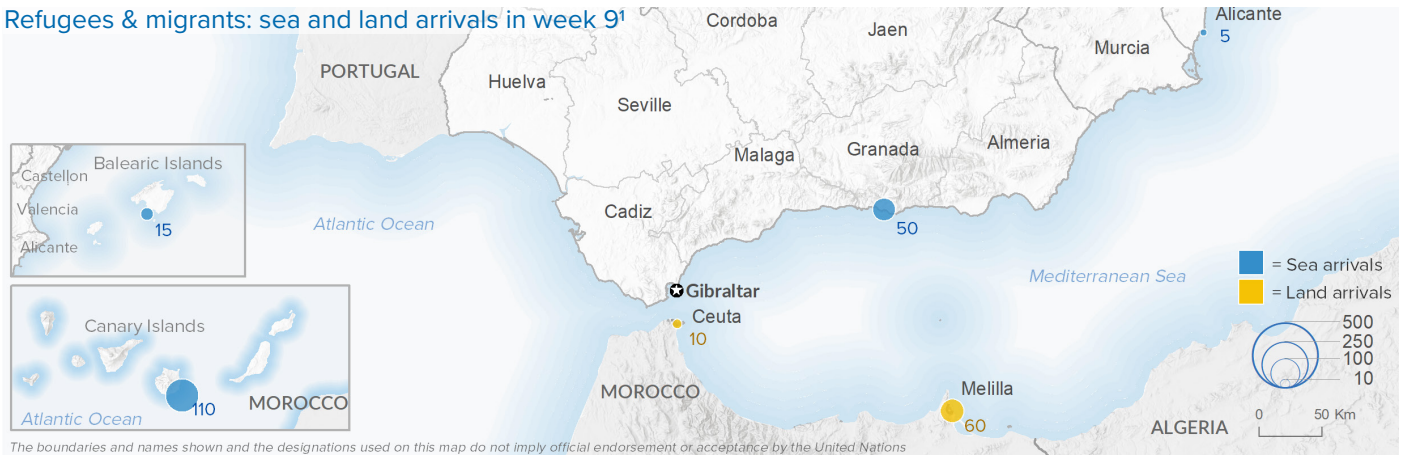 Refugees & migrants: sea and land arrivals in week 9¹
Alicante
5
Cordoba
Jaen
Murcia
PORTUGAL
Huelva
Seville
Almeria
Granada
Malaga
Balearic Islands
Castellon
Valencia
Alicante
15
Cadiz
Atlantic Ocean
50
Mediterranean Sea
= Sea arrivals
= Land arrivals
Gibraltar
Ceuta
10
Canary Islands
500
250
100
10
MOROCCO
Melilla
60
MOROCCO
110
Atlantic Ocean
0 50 Km
ALGERIA
The boundaries and names shown and the designations used on this map do not imply official endorsement or acceptance by the United Nations